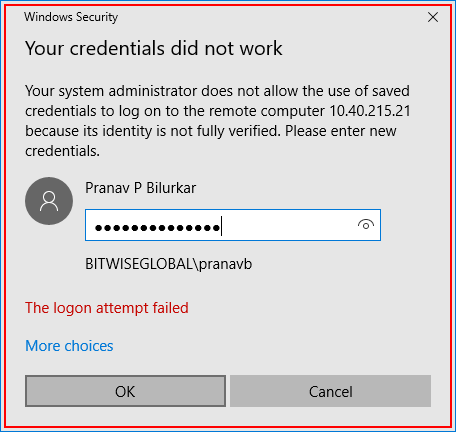 Windows Security
Your credentials did not work
Your system administrator does not allow the use of saved
credentials to log on to the remote computer 10.40.215.21
because its identity is not fully verified. Please enter new
credentials.
Pranav P Bilurkar
●●●●●●●●●●●●●●
BITWISEGLOBAL\pranavb
The logon attempt failed
More choices
OK
Cancel